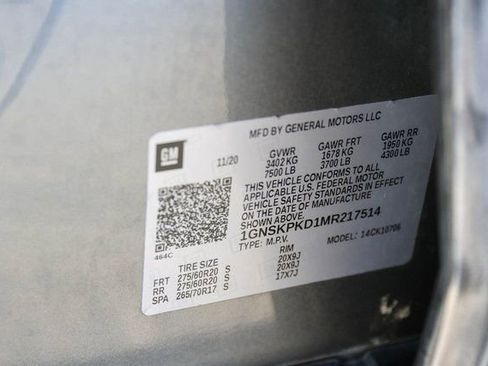 MFD BY GENERAL MOTORS LLC
GM
11/20
GVWR GAWR FRT GAWR RR
3402 KG 1678 KG 1950 KG
7500 LB 3700 LB 4300 LB
THIS VEHICLE CONFORMS TO ALL
APPLICABLE U.S. FEDERAL MOTOR
VEHICLE SAFETY STANDARDS IN EFFECT
ON THE DATE OF MANUFACTURE
SHOWN ABOVE.
1GNSKPKD1MR217514
TYPE: M.P.V. MODEL: 14CK10706
464C
TIRE SIZE RIM
FRT 275/60R20 S 20X9J
RR 275/60R20 S 20X9J
SPA 265/70R17 S 17X7J